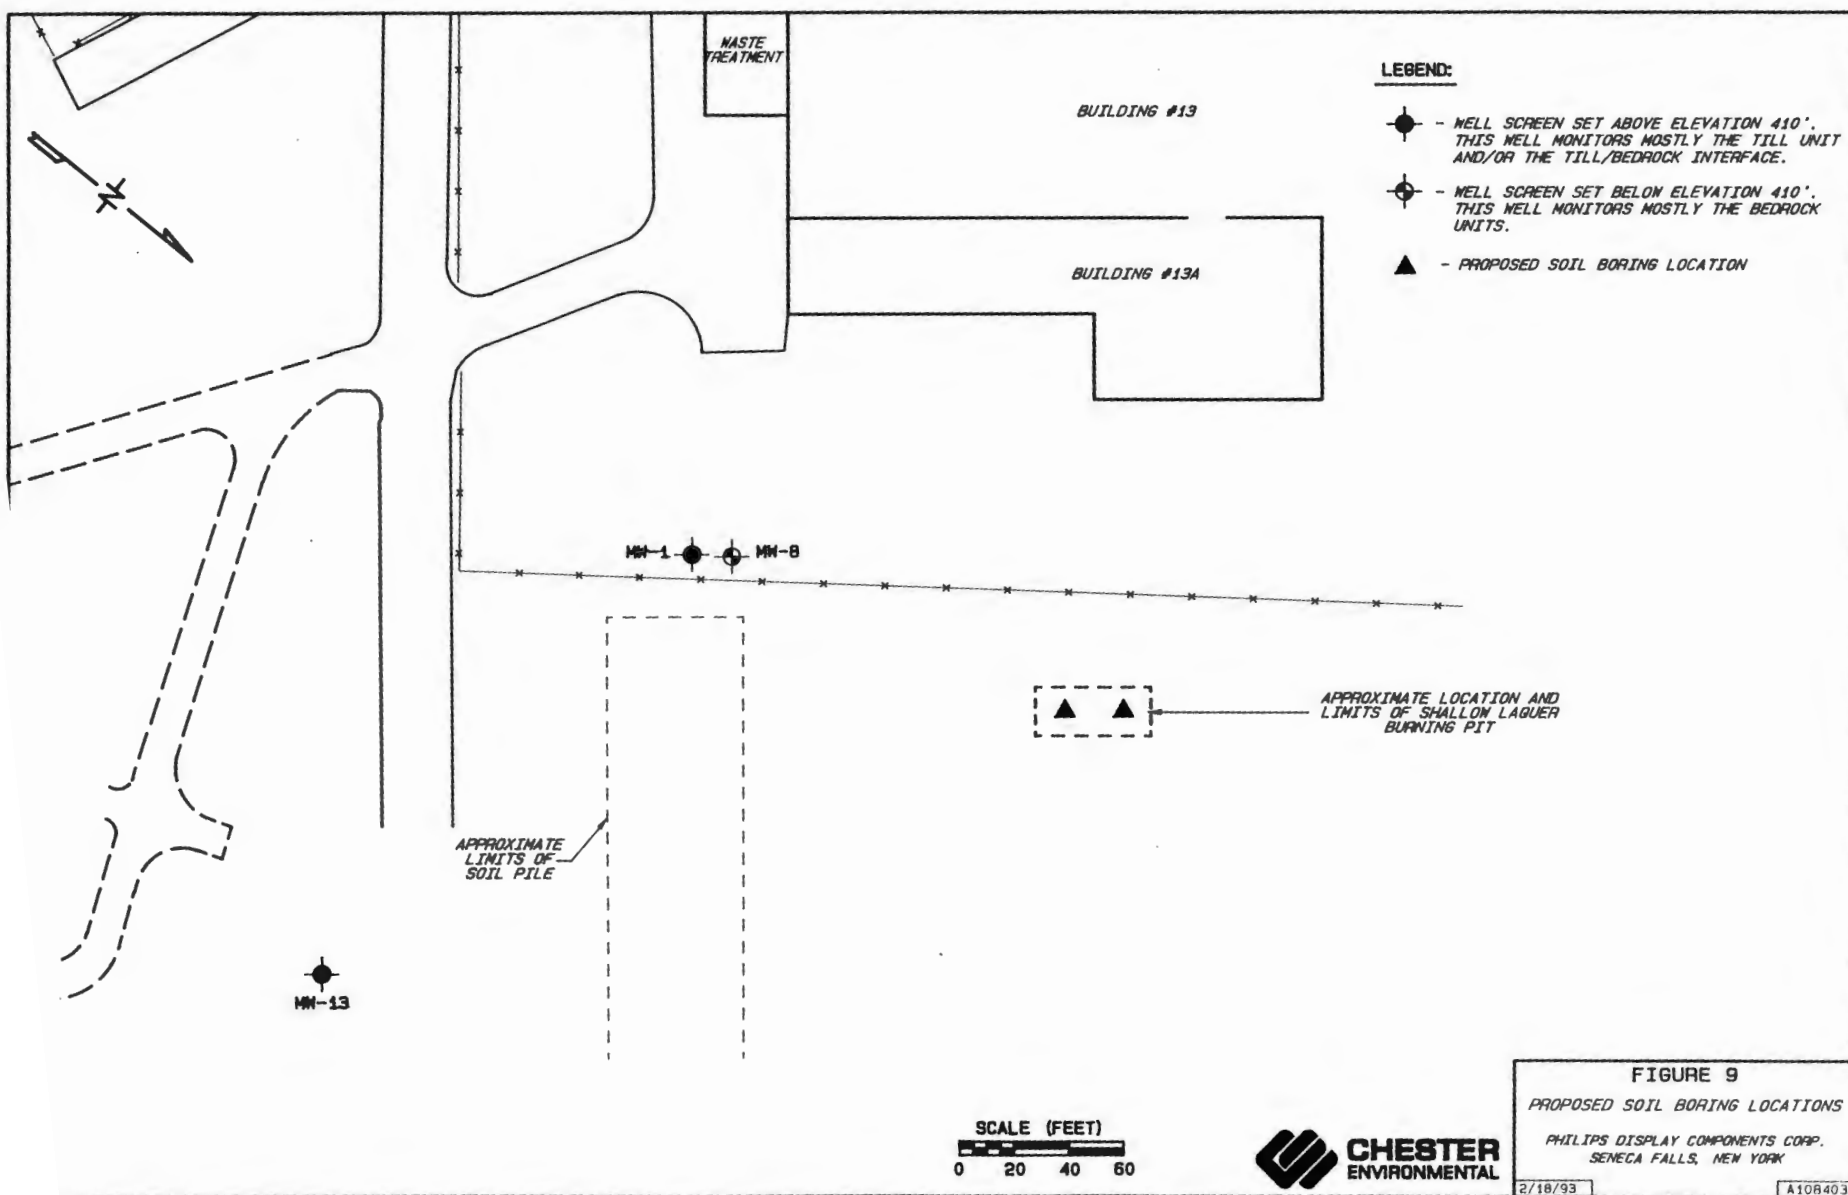 WASTE
TREATMENT
BUILDING #13
BUILDING #13A
LEGEND:
- WELL SCREEN SET ABOVE ELEVATION 410'.
THIS WELL MONITORS MOSTLY THE TILL UNIT
AND/OR THE TILL/BEDROCK INTERFACE.
- WELL SCREEN SET BELOW ELEVATION 410'.
THIS WELL MONITORS MOSTLY THE BEDROCK
UNITS.
- PROPOSED SOIL BORING LOCATION
N
MW-1
MW-8
APPROXIMATE LOCATION AND
LIMITS OF SHALLOW LAQUER
BURNING PIT
APPROXIMATE
LIMITS OF
SOIL PILE
MW-13
SCALE (FEET)
0 20 40 60
CHESTER
ENVIRONMENTAL
FIGURE 9
PROPOSED SOIL BORING LOCATIONS
PHILIPS DISPLAY COMPONENTS CORP.
SENECA FALLS, NEW YORK
2/18/93
A108403